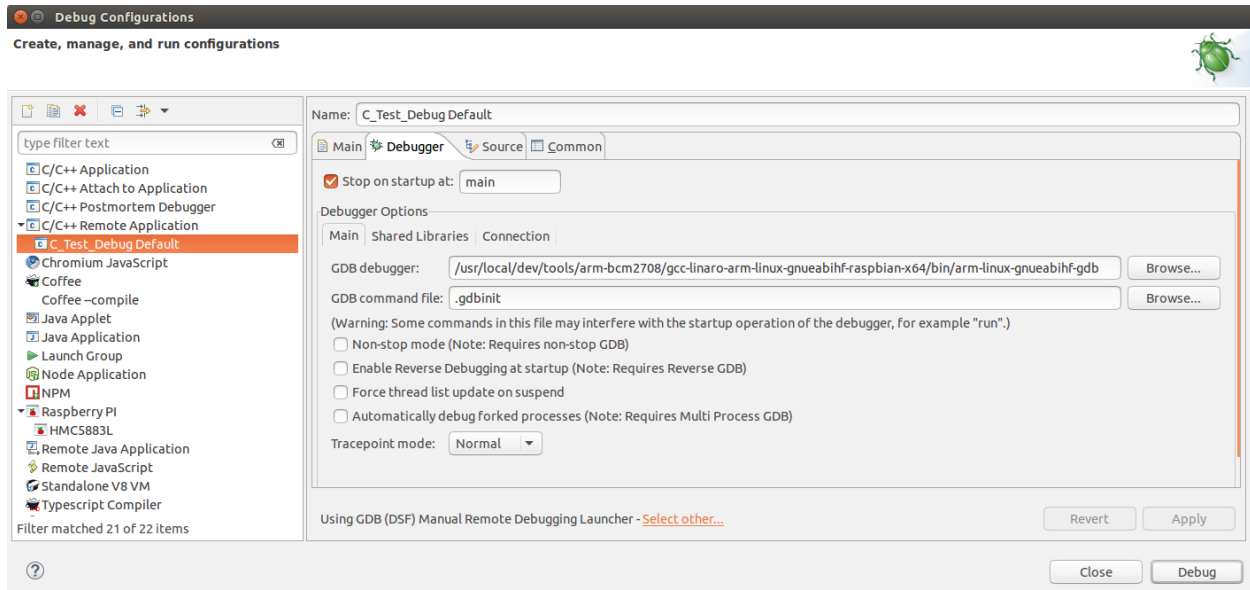 Debug Configurations
Create, manage, and run configurations
type filter text
C/C++ Application
C/C++ Attach to Application
C/C++ Postmortem Debugger
C/C++ Remote Application
C_Test_Debug Default
Chromium JavaScript
Coffee
Coffee --compile
Java Applet
Java Application
Launch Group
Node Application
NPM
Raspberry PI
HMC5883L
Remote Java Application
Remote JavaScript
Standalone V8 VM
Typescript Compiler
Filter matched 21 of 22 items
Name: C_Test_Debug Default
Main Debugger Source Common
Stop on startup at: main
Debugger Options
Main Shared Libraries Connection
GDB debugger: /usr/local/dev/tools/arm-bcm2708/gcc-linaro-arm-linux-gnueabihf-raspbian-x64/bin/arm-linux-gnueabihf-gdb Browse...
GDB command file: .gdbinit Browse...
(Warning: Some commands in this file may interfere with the startup operation of the debugger, for example "run".)
Non-stop mode (Note: Requires non-stop GDB)
Enable Reverse Debugging at startup (Note: Requires Reverse GDB)
Force thread list update on suspend
Automatically debug forked processes (Note: Requires Multi Process GDB)
Tracepoint mode: Normal
Using GDB (DSF) Manual Remote Debugging Launcher - Select other...
Revert Apply
Close Debug